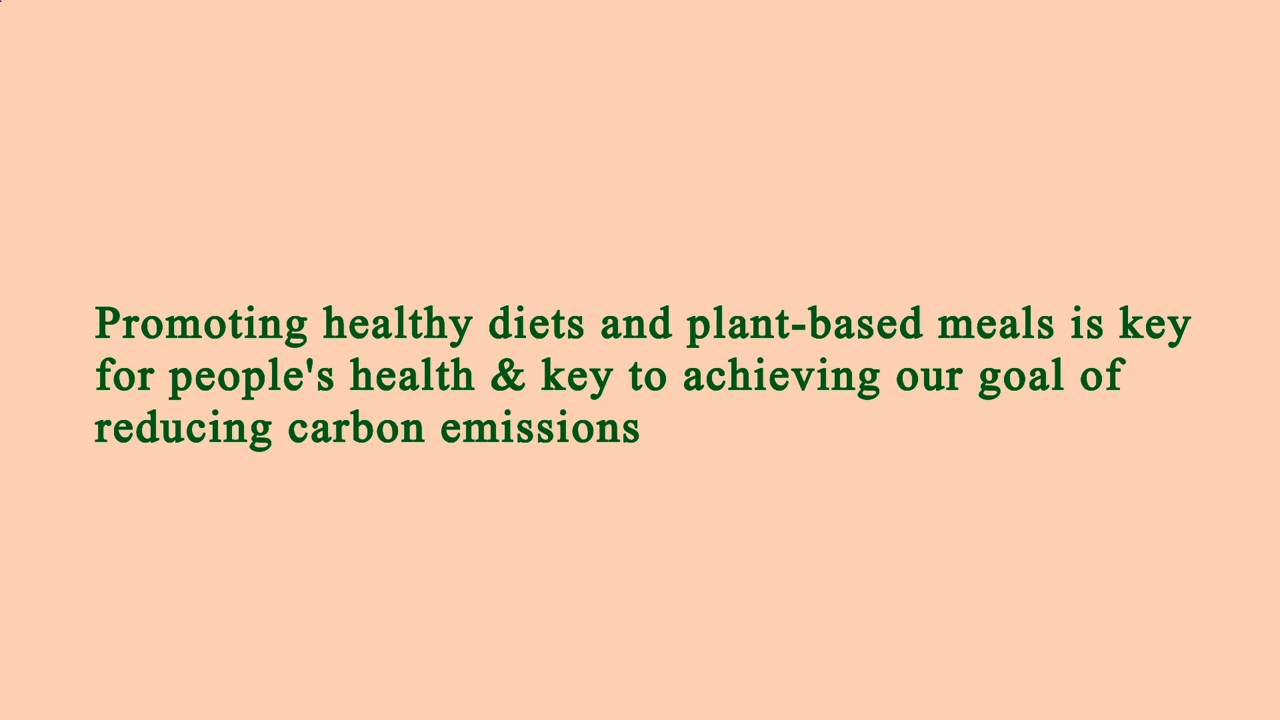 Promoting healthy diets and plant-based meals is key
for people's health & key to achieving our goal of
reducing carbon emissions